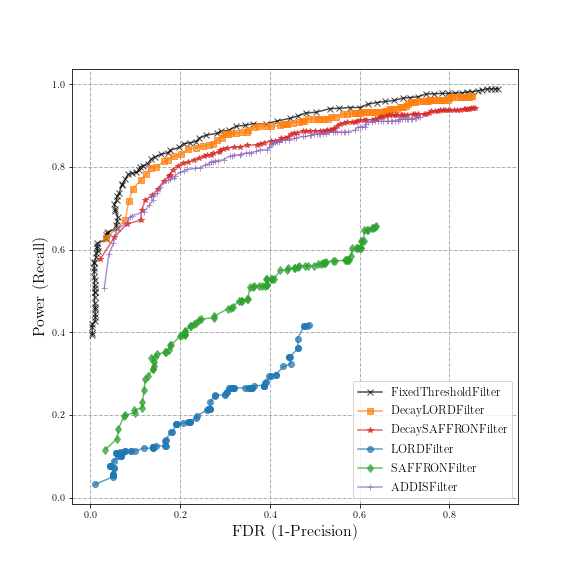 1.0
0.8
0.6
0.4
0.2
0.0
Power (Recall)
0.0 0.2 0.4 0.6 0.8
FDR (1-Precision)
FixedThresholdFilter
DecayLORDFilter
DecaySAFFRONFilter
LORDFilter
SAFFRONFilter
ADDISFilter